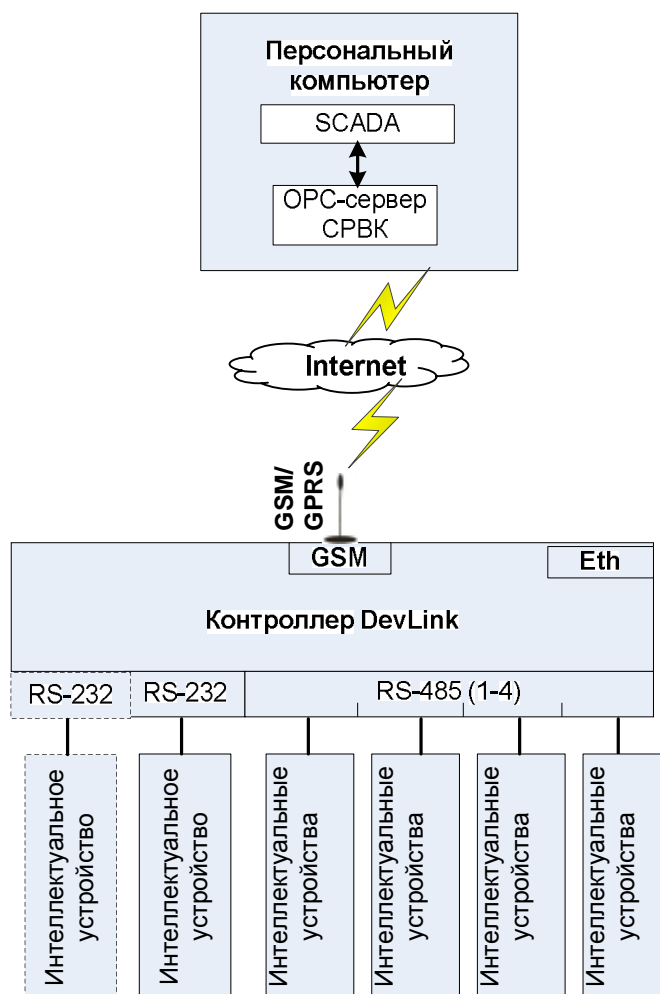 Персональный
компьютер
SCADA
OPC-сервер
СРВК
Internet
GSM/
GPRS
GSM
Eth
Контроллер DevLink
RS-232
RS-232
RS-485 (1-4)
Интеллектуальное
устройство
Интеллектуальное
устройство
Интеллектуальные
устройства
Интеллектуальные
устройства
Интеллектуальные
устройства
Интеллектуальные
устройства